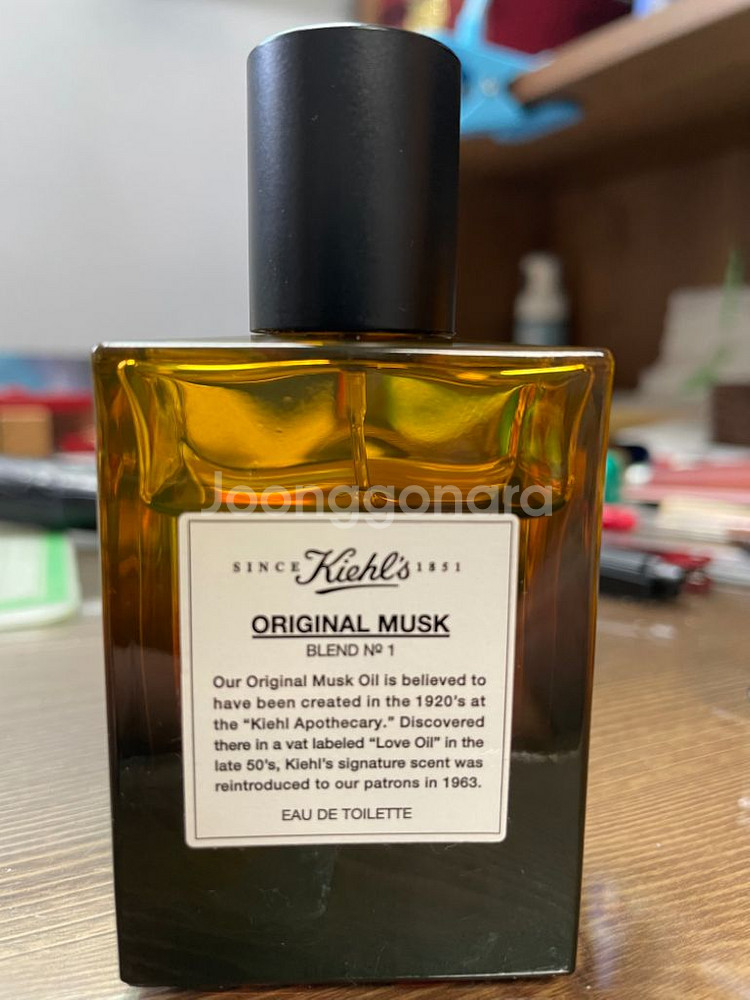 Joonggonara
SINCE Kiehl's 1851
ORIGINAL MUSK
BLEND Nº 1
Our Original Musk Oil is believed to
have been created in the 1920's at
the “Kiehl Apothecary.” Discovered
there in a vat labeled “Love Oil” in the
late 50's, Kiehl's signature scent was
reintroduced to our patrons in 1963.
EAU DE TOILETTE